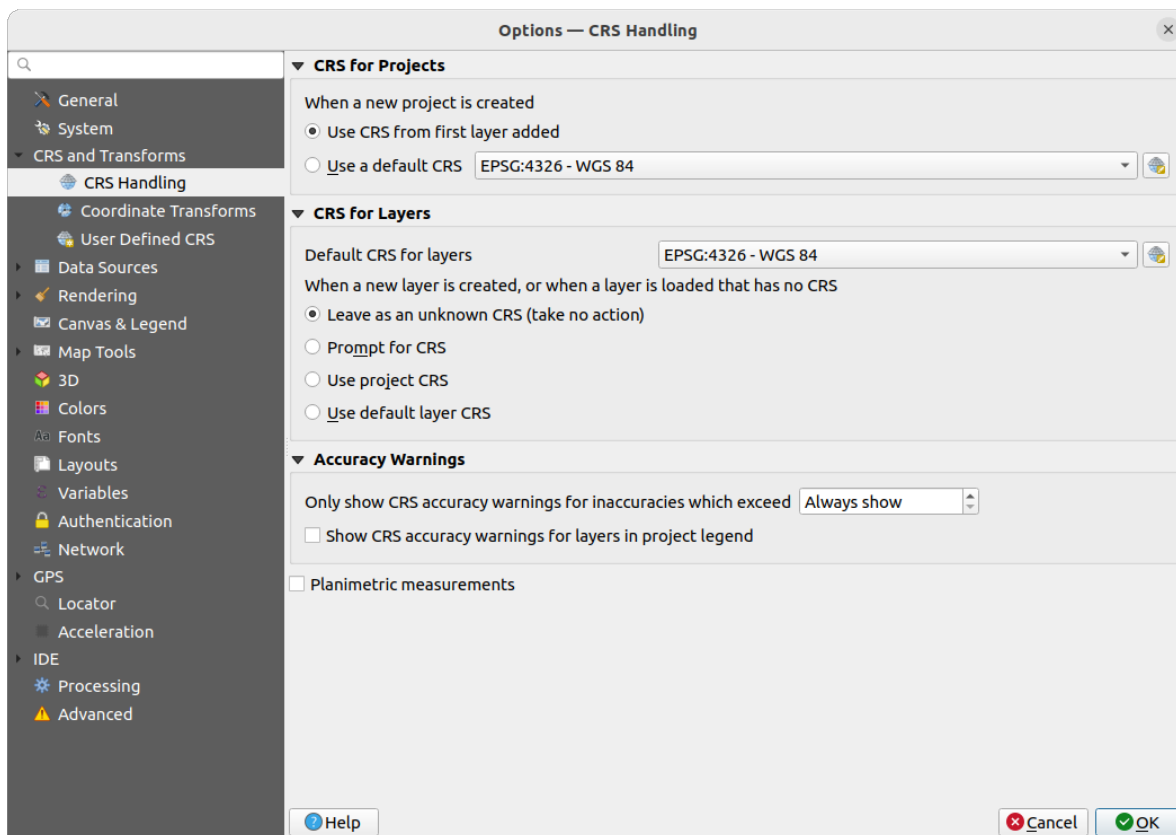 Options — CRS Handling
General
System
CRS and Transforms
CRS Handling
Coordinate Transforms
User Defined CRS
Data Sources
Rendering
Canvas & Legend
Map Tools
3D
Colors
Aa Fonts
Layouts
Variables
Authentication
Network
GPS
Locator
Acceleration
IDE
Processing
Advanced
CRS for Projects
When a new project is created
Use CRS from first layer added
Use a default CRS EPSG:4326 - WGS 84
CRS for Layers
Default CRS for layers EPSG:4326 - WGS 84
When a new layer is created, or when a layer is loaded that has no CRS
Leave as an unknown CRS (take no action)
Prompt for CRS
Use project CRS
Use default layer CRS
Accuracy Warnings
Only show CRS accuracy warnings for inaccuracies which exceed Always show
Show CRS accuracy warnings for layers in project legend
Planimetric measurements
Help Cancel OK